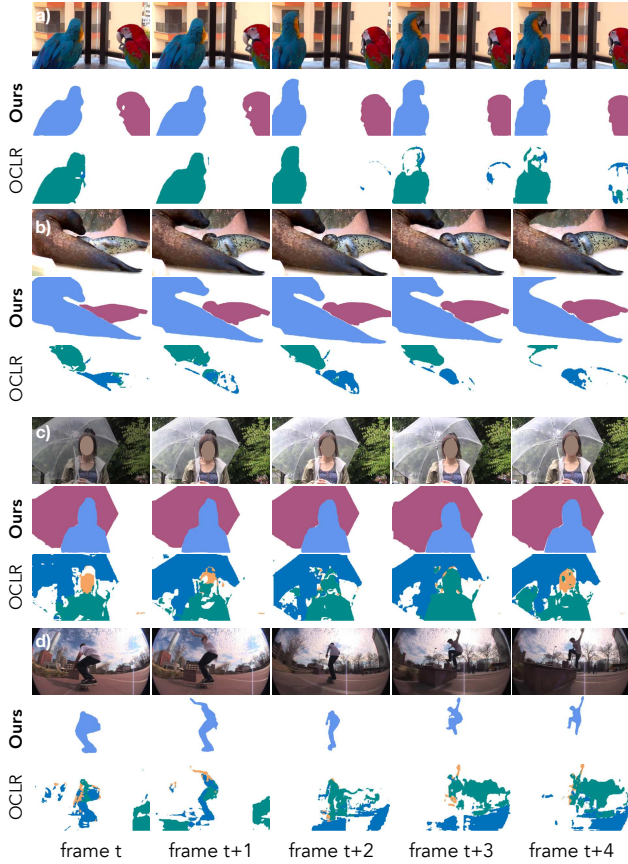 a)
Ours
OCLR
b)
Ours
OCLR
c)
Ours
OCLR
d)
Ours
OCLR
frame t frame t+1 frame t+2 frame t+3 frame t+4